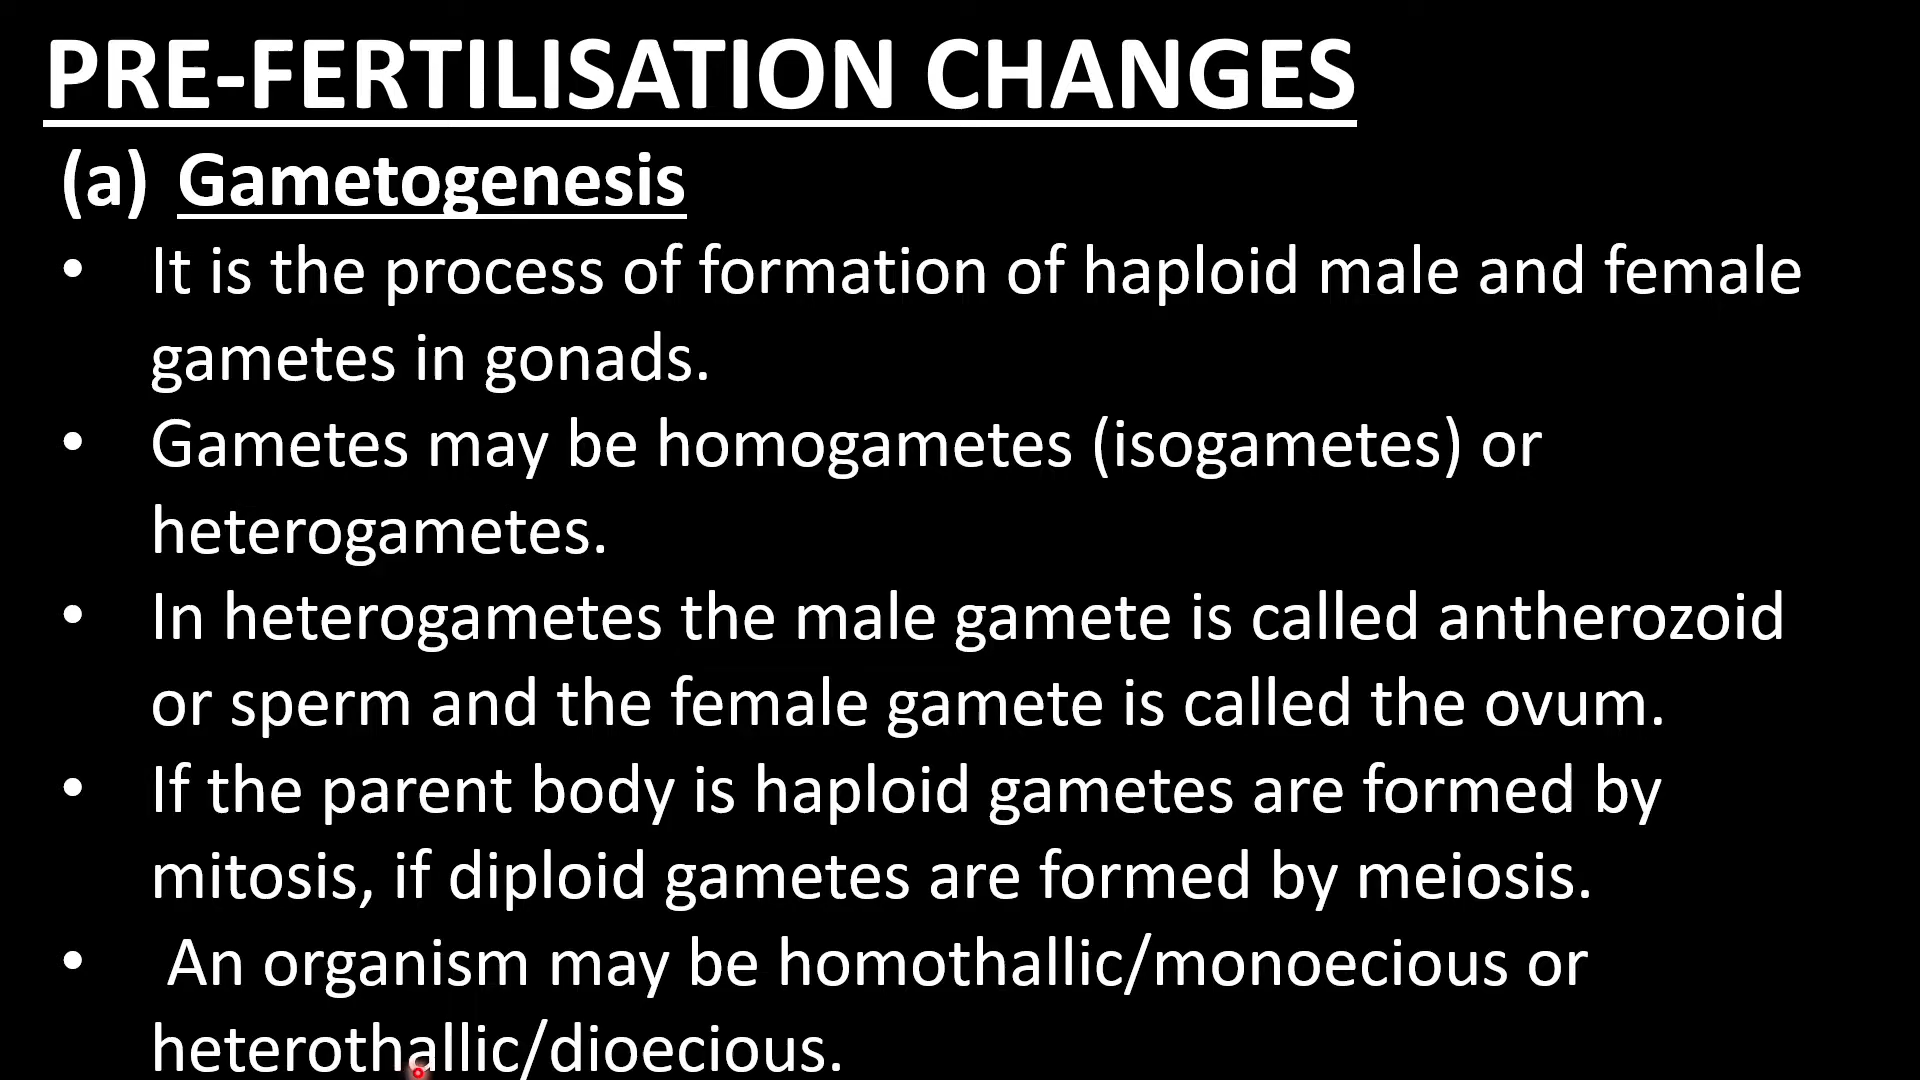 PRE-FERTILISATION CHANGES
(a) Gametogenesis
• It is the process of formation of haploid male and female
gametes in gonads.
• Gametes may be homogametes (isogametes) or
heterogametes.
• In heterogametes the male gamete is called antherozoid
or sperm and the female gamete is called the ovum.
• If the parent body is haploid gametes are formed by
mitosis, if diploid gametes are formed by meiosis.
• An organism may be homothallic/monoecious or
heterothallic/dioecious.